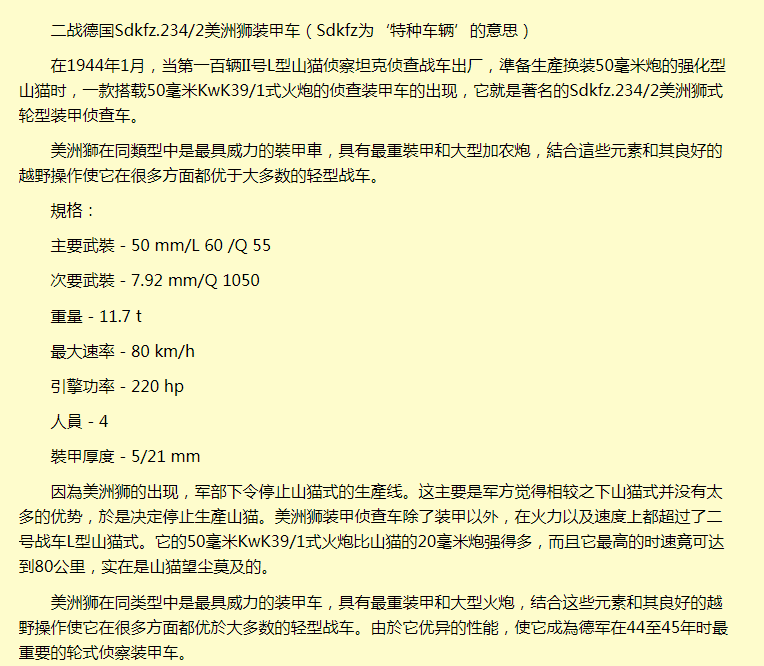 二战德国Sdkfz.234/2美洲狮装甲车（Sdkfz为‘特种车辆’的意思）
在1944年1月，当第一百辆II号L型山猫侦察坦克侦查战车出厂，準备生產换装50毫米炮的强化型
山猫时，一款搭载50毫米KwK39/1式火炮的侦查装甲车的出现，它就是著名的Sdkfz.234/2美洲狮式
轮型装甲侦查车。
美洲獅在同類型中是最具威力的裝甲車，具有最重裝甲和大型加农炮，結合這些元素和其良好的
越野操作使它在很多方面都优于大多数的轻型战车。
規格：
主要武裝 - 50 mm/L 60 /Q 55
次要武裝 - 7.92 mm/Q 1050
重量 - 11.7 t
最大速率 - 80 km/h
引擎功率 - 220 hp
人員 - 4
裝甲厚度 - 5/21 mm
因為美洲狮的出现，军部下令停止山猫式的生產线。这主要是军方觉得相较之下山猫式并没有太
多的优势，於是决定停止生產山猫。美洲狮装甲侦查车除了装甲以外，在火力以及速度上都超过了二
号战车L型山猫式。它的50毫米KwK39/1式火炮比山猫的20毫米炮强得多，而且它最高的时速竟可达
到80公里，实在是山猫望尘莫及的。
美洲狮在同类型中是最具威力的装甲车，具有最重装甲和大型火炮，结合这些元素和其良好的越
野操作使它在很多方面都优於大多数的轻型战车。由於它优异的性能，使它成為德军在44至45年时最
重要的轮式侦察装甲车。